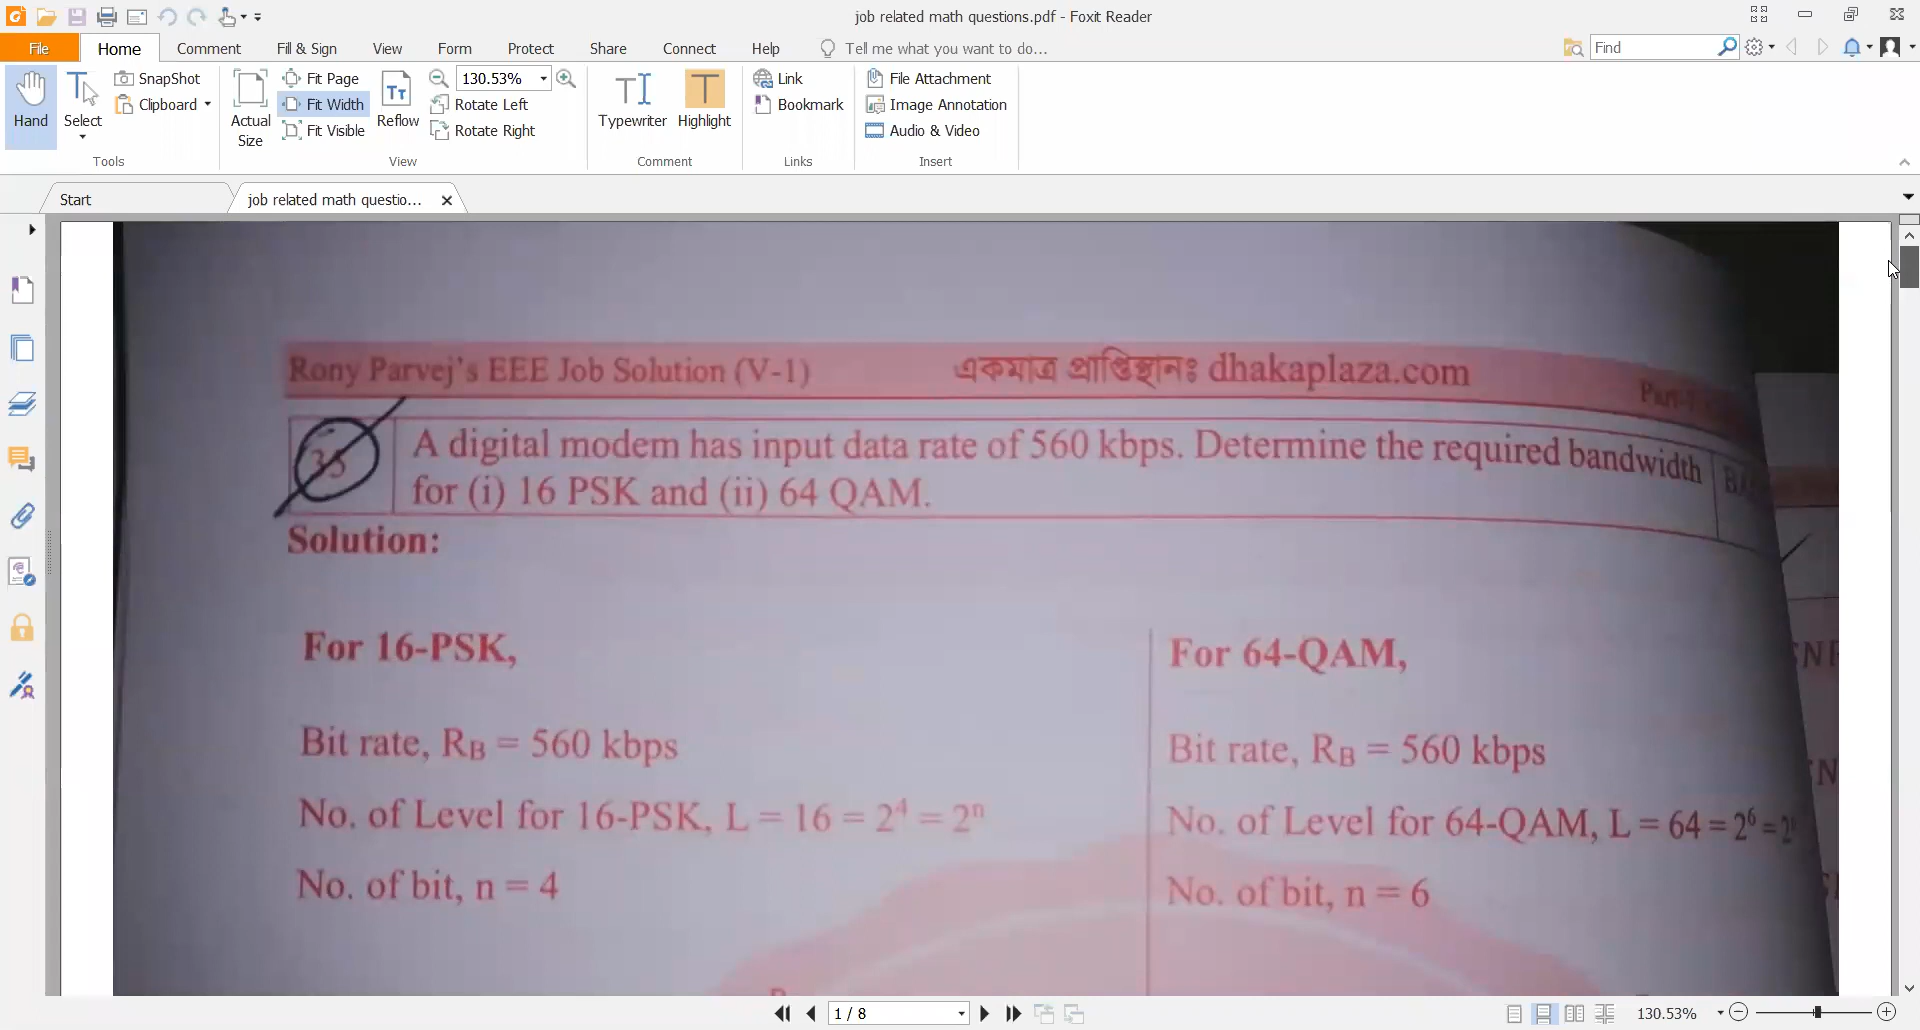 job related math questions.pdf - Foxit Reader
File Home Comment Fill & Sign View Form Protect Share Connect Help Tell me what you want to do... Find
Hand
Select
SnapShot
Clipboard
Tools
Actual Size
Fit Page
Fit Width
Fit Visible
Reflow
130.53%
Rotate Left
Rotate Right
View
Typewriter
Highlight
Comment
Link
Bookmark
Links
File Attachment
Image Annotation
Audio & Video
Insert
Start
job related math questio...
Rony Parvej's EEE Job Solution (V-1) একমাত্র প্রাপ্তিস্থানঃ dhakaplaza.com
35 A digital modem has input data rate of 560 kbps. Determine the required bandwidth
for (i) 16 PSK and (ii) 64 QAM.
Solution:
For 16-PSK,
Bit rate, RB = 560 kbps
No. of Level for 16-PSK, L = 16 = 2⁴ = 2ⁿ
No. of bit, n = 4
For 64-QAM,
Bit rate, RB = 560 kbps
No. of Level for 64-QAM, L = 64 = 2⁶ =
No. of bit, n = 6
1 / 8
130.53%